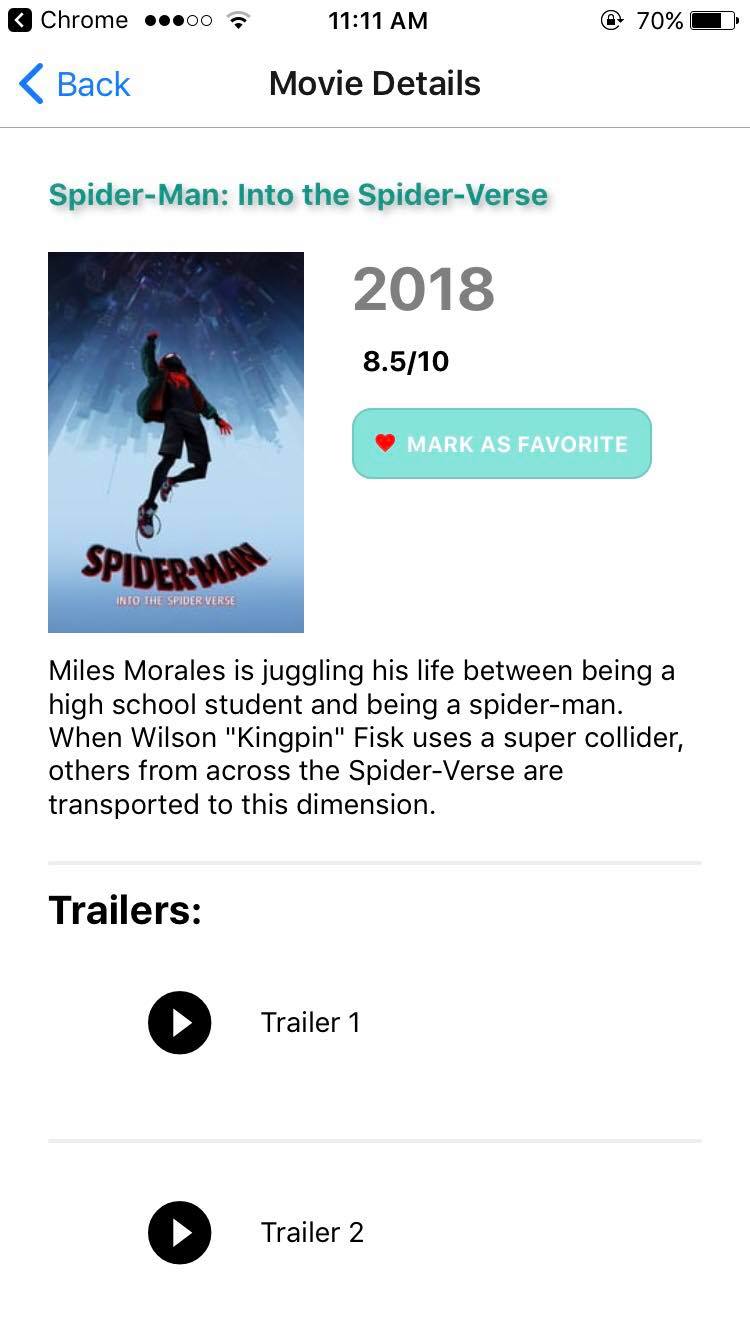 Chrome 11:11 AM 70%
Back Movie Details
Spider-Man: Into the Spider-Verse
2018
8.5/10
MARK AS FAVORITE
SPIDER-MAN
INTO THE SPIDER-VERSE
Miles Morales is juggling his life between being a
high school student and being a spider-man.
When Wilson "Kingpin" Fisk uses a super collider,
others from across the Spider-Verse are
transported to this dimension.
Trailers:
Trailer 1
Trailer 2